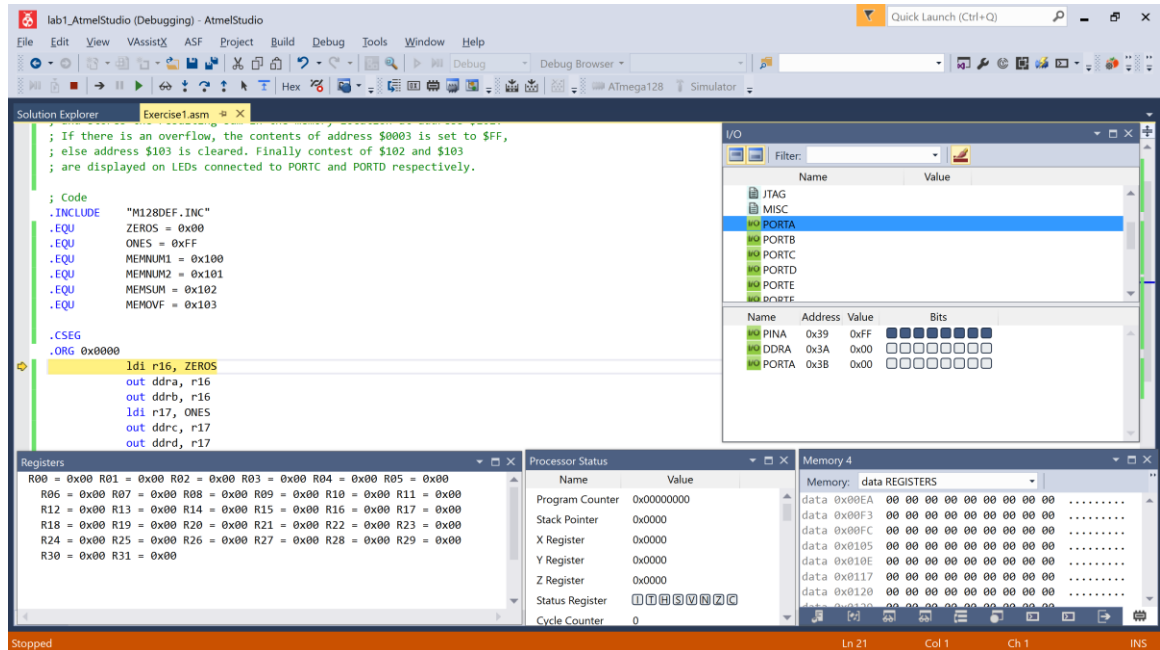 lab1_AtmelStudio (Debugging) - AtmelStudio
Quick Launch (Ctrl+Q)
File Edit View VAssistX ASF Project Build Debug Tools Window Help
Debug Debug Browser
Hex ATmega128 Simulator
Solution Explorer Exercise1.asm
; If there is an overflow, the contents of address $0003 is set to $FF,
; else address $103 is cleared. Finally contest of $102 and $103
; are displayed on LEDs connected to PORTC and PORTD respectively.
; Code
.INCLUDE "M128DEF.INC"
.EQU ZEROS = 0x00
.EQU ONES = 0xFF
.EQU MEMNUM1 = 0x100
.EQU MEMNUM2 = 0x101
.EQU MEMSUM = 0x102
.EQU MEMOVF = 0x103
.CSEG
.ORG 0x0000
ldi r16, ZEROS
out ddra, r16
out ddrb, r16
ldi r17, ONES
out ddrc, r17
out ddrd, r17
I/O
Filter:
Name Value
JTAG
MISC
I/O PORTA
I/O PORTB
I/O PORTC
I/O PORTD
I/O PORTE
I/O PORTF
Name Address Value Bits
I/O PINA 0x39 0xFF
I/O DDRA 0x3A 0x00
I/O PORTA 0x3B 0x00
Registers
R00 = 0x00 R01 = 0x00 R02 = 0x00 R03 = 0x00 R04 = 0x00 R05 = 0x00
R06 = 0x00 R07 = 0x00 R08 = 0x00 R09 = 0x00 R10 = 0x00 R11 = 0x00
R12 = 0x00 R13 = 0x00 R14 = 0x00 R15 = 0x00 R16 = 0x00 R17 = 0x00
R18 = 0x00 R19 = 0x00 R20 = 0x00 R21 = 0x00 R22 = 0x00 R23 = 0x00
R24 = 0x00 R25 = 0x00 R26 = 0x00 R27 = 0x00 R28 = 0x00 R29 = 0x00
R30 = 0x00 R31 = 0x00
Processor Status
Name Value
Program Counter 0x00000000
Stack Pointer 0x0000
X Register 0x0000
Y Register 0x0000
Z Register 0x0000
Status Register I T H S V N Z C
Cycle Counter 0
Memory 4
Memory: data REGISTERS
data 0x00EA 00 00 00 00 00 00 00 00 00 .........
data 0x00F3 00 00 00 00 00 00 00 00 00 .........
data 0x00FC 00 00 00 00 00 00 00 00 00 .........
data 0x0105 00 00 00 00 00 00 00 00 00 .........
data 0x010E 00 00 00 00 00 00 00 00 00 .........
data 0x0117 00 00 00 00 00 00 00 00 00 .........
data 0x0120 00 00 00 00 00 00 00 00 00 .........
Stopped Ln 21 Col 1 Ch 1 INS